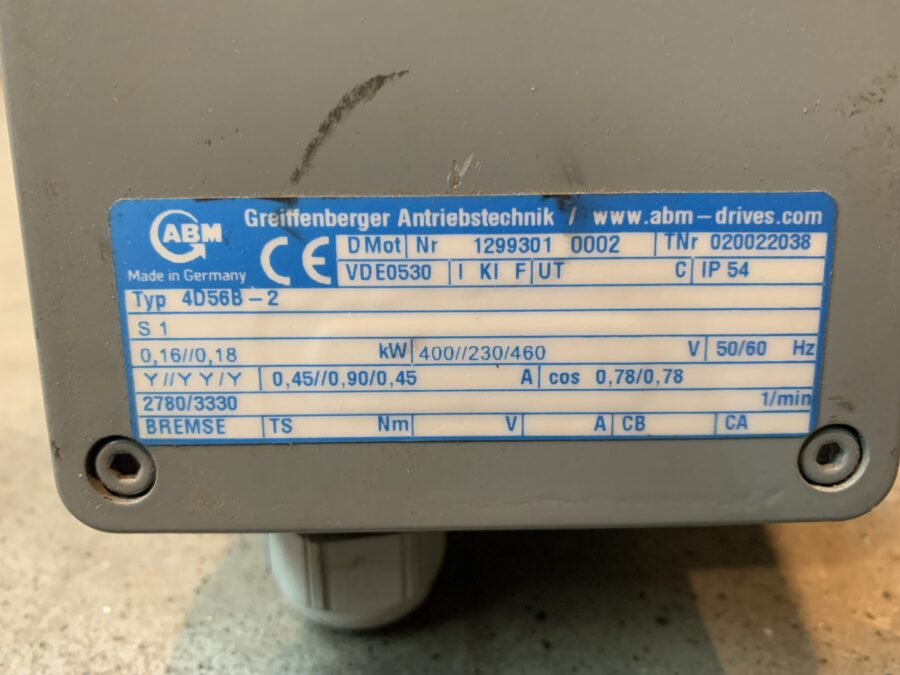 ABM
Greiffenberger Antriebstechnik / www.abm-drives.com
Made in Germany
CE
D Mot Nr 1299301 0002 TNr 020022038
VDE0530 I Kl F UT C IP 54
Typ 4D56B-2
S 1
0,16//0,18 kW 400//230/460 V 50/60 Hz
Y//YY/Y 0,45//0,90/0,45 A cos 0,78/0,78
2780/3330 1/min
BREMSE TS Nm V A CB CA